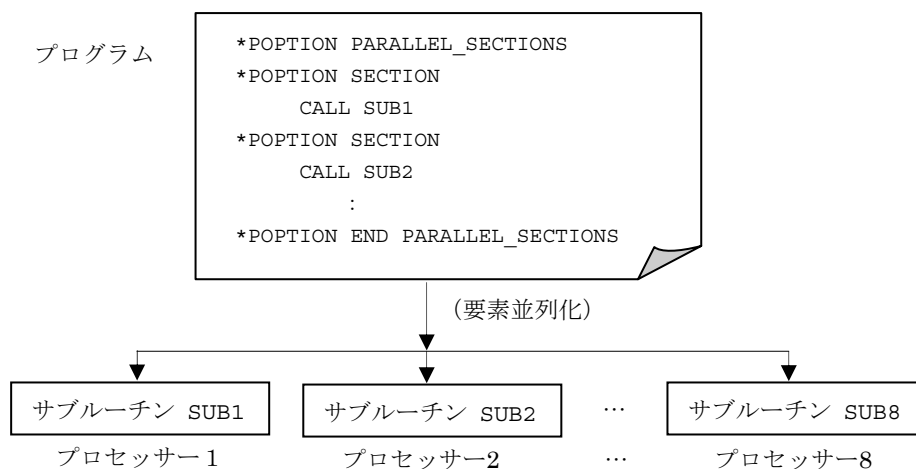 プログラム
*POPTION PARALLEL_SECTIONS
*POPTION SECTION
CALL SUB1
*POPTION SECTION
CALL SUB2
:
*POPTION END PARALLEL_SECTIONS
（要素並列化）
サブルーチン SUB1 サブルーチン SUB2 … サブルーチン SUB8
プロセッサー１ プロセッサー2 … プロセッサー8